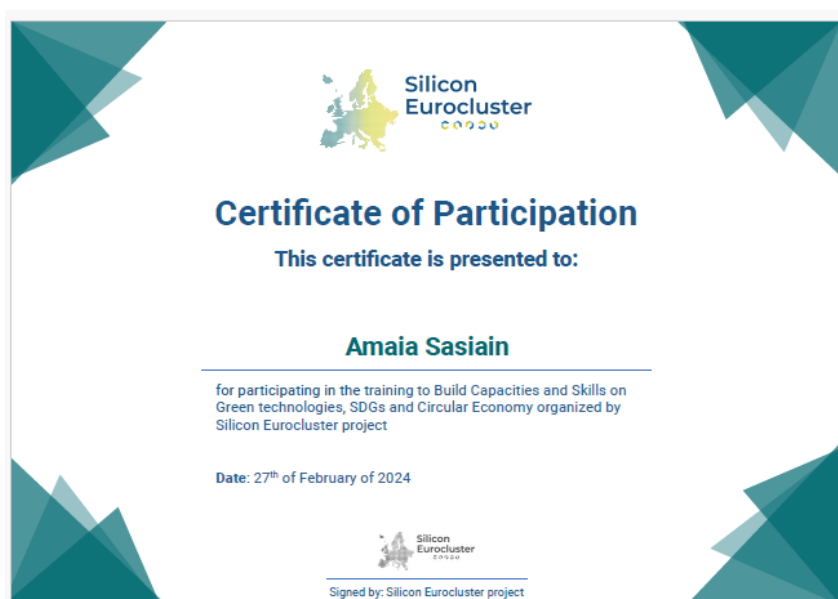 Silicon
Eurocluster
Certificate of Participation
This certificate is presented to:
Amaia Sasiain
for participating in the training to Build Capacities and Skills on
Green technologies, SDGs and Circular Economy organized by
Silicon Eurocluster project
Date: 27th of February of 2024
Silicon
Eurocluster
Signed by: Silicon Eurocluster project